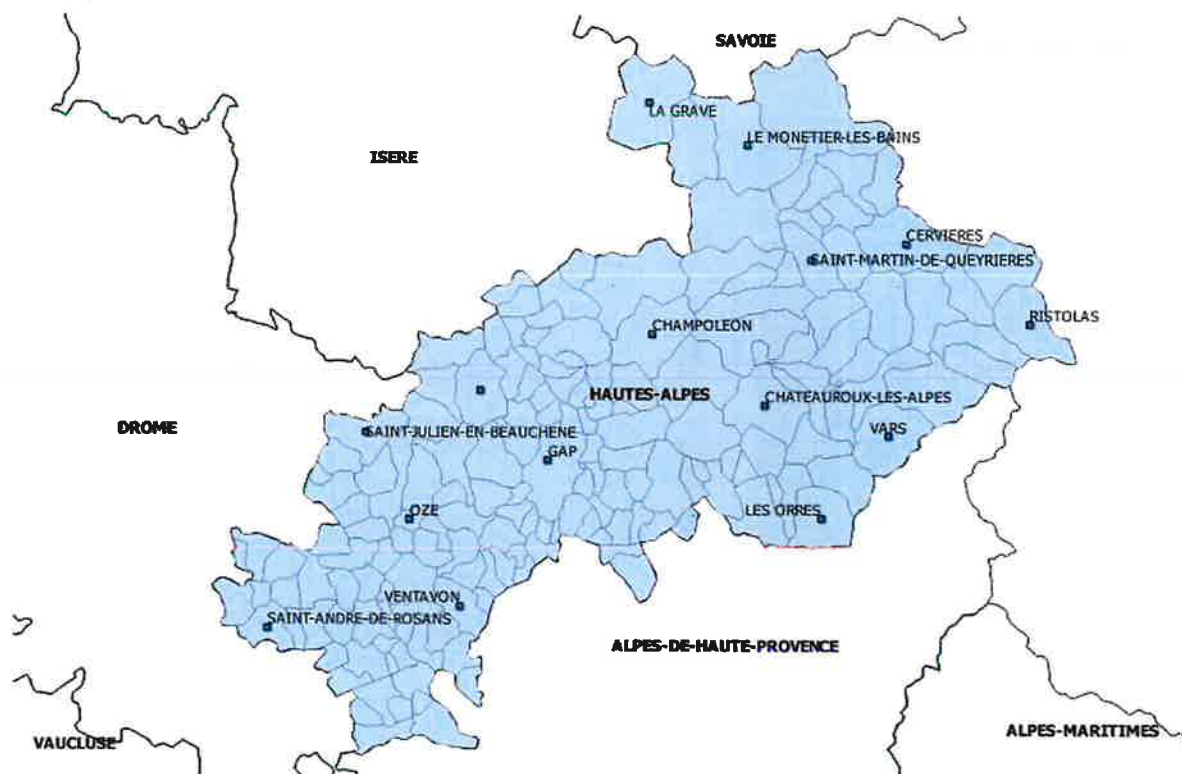 SAVOIE
LA GRAVE
LE MONETIER-LES-BAINS
ISERE
CERVIERES
SAINT-MARTIN-DE-QUEYRIERES
RISTOLAS
CHAMPOLEON
HAUTES-ALPES
CHATEAUROUX-LES-ALPES
DROME
SAINT-JULIEN-EN-BEAUCHENE
VARS
GAP
OZE
LES ORRES
VENTAVON
SAINT-ANDRE-DE-ROSANS
ALPES-DE-HAUTE-PROVENCE
VAUCLUSE
ALPES-MARITIMES